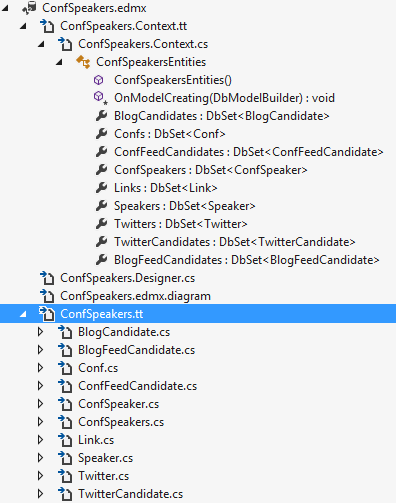 ConfSpeakers.edmx
ConfSpeakers.Context.tt
ConfSpeakers.Context.cs
ConfSpeakersEntities
ConfSpeakersEntities()
OnModelCreating(DbModelBuilder) : void
BlogCandidates : DbSet<BlogCandidate>
Confs : DbSet<Conf>
ConfFeedCandidates : DbSet<ConfFeedCandidate>
ConfSpeakers : DbSet<ConfSpeaker>
Links : DbSet<Link>
Speakers : DbSet<Speaker>
Twitters : DbSet<Twitter>
TwitterCandidates : DbSet<TwitterCandidate>
BlogFeedCandidates : DbSet<BlogFeedCandidate>
ConfSpeakers.Designer.cs
ConfSpeakers.edmx.diagram
ConfSpeakers.tt
BlogCandidate.cs
BlogFeedCandidate.cs
Conf.cs
ConfFeedCandidate.cs
ConfSpeaker.cs
ConfSpeakers.cs
Link.cs
Speaker.cs
Twitter.cs
TwitterCandidate.cs